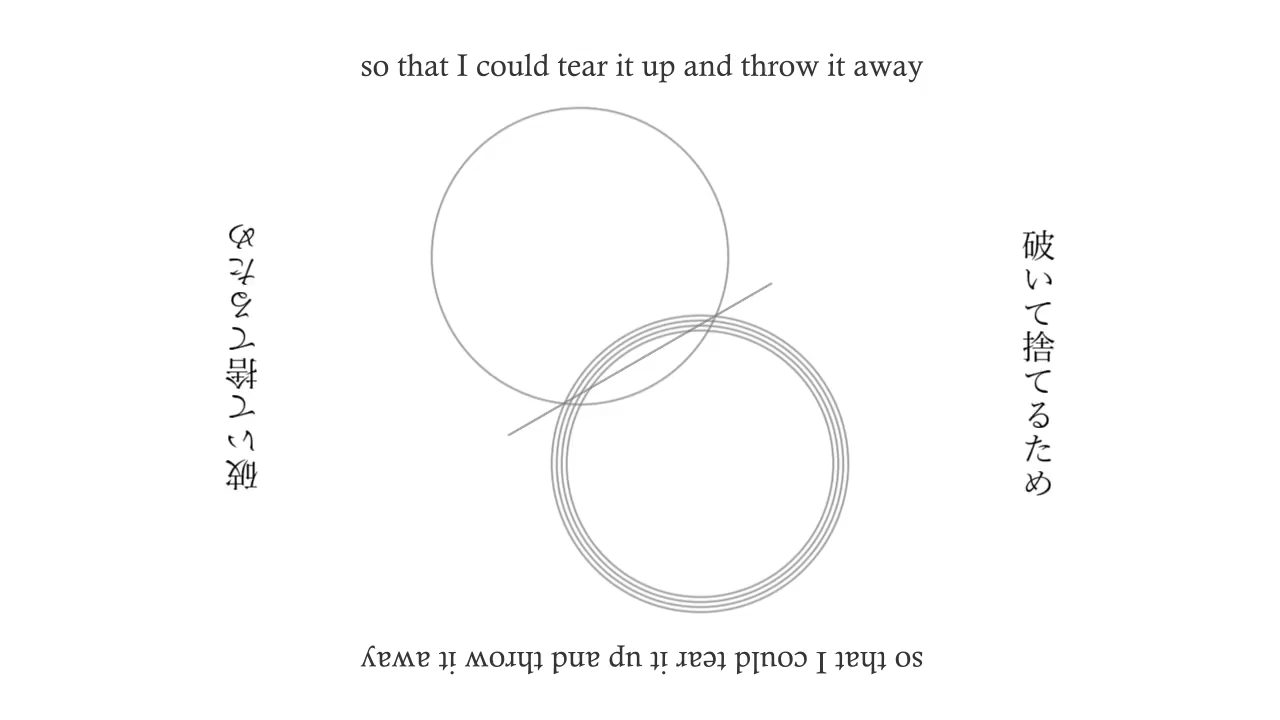 so that I could tear it up and throw it away
破いて捨てるため
破いて捨てるため
so that I could tear it up and throw it away